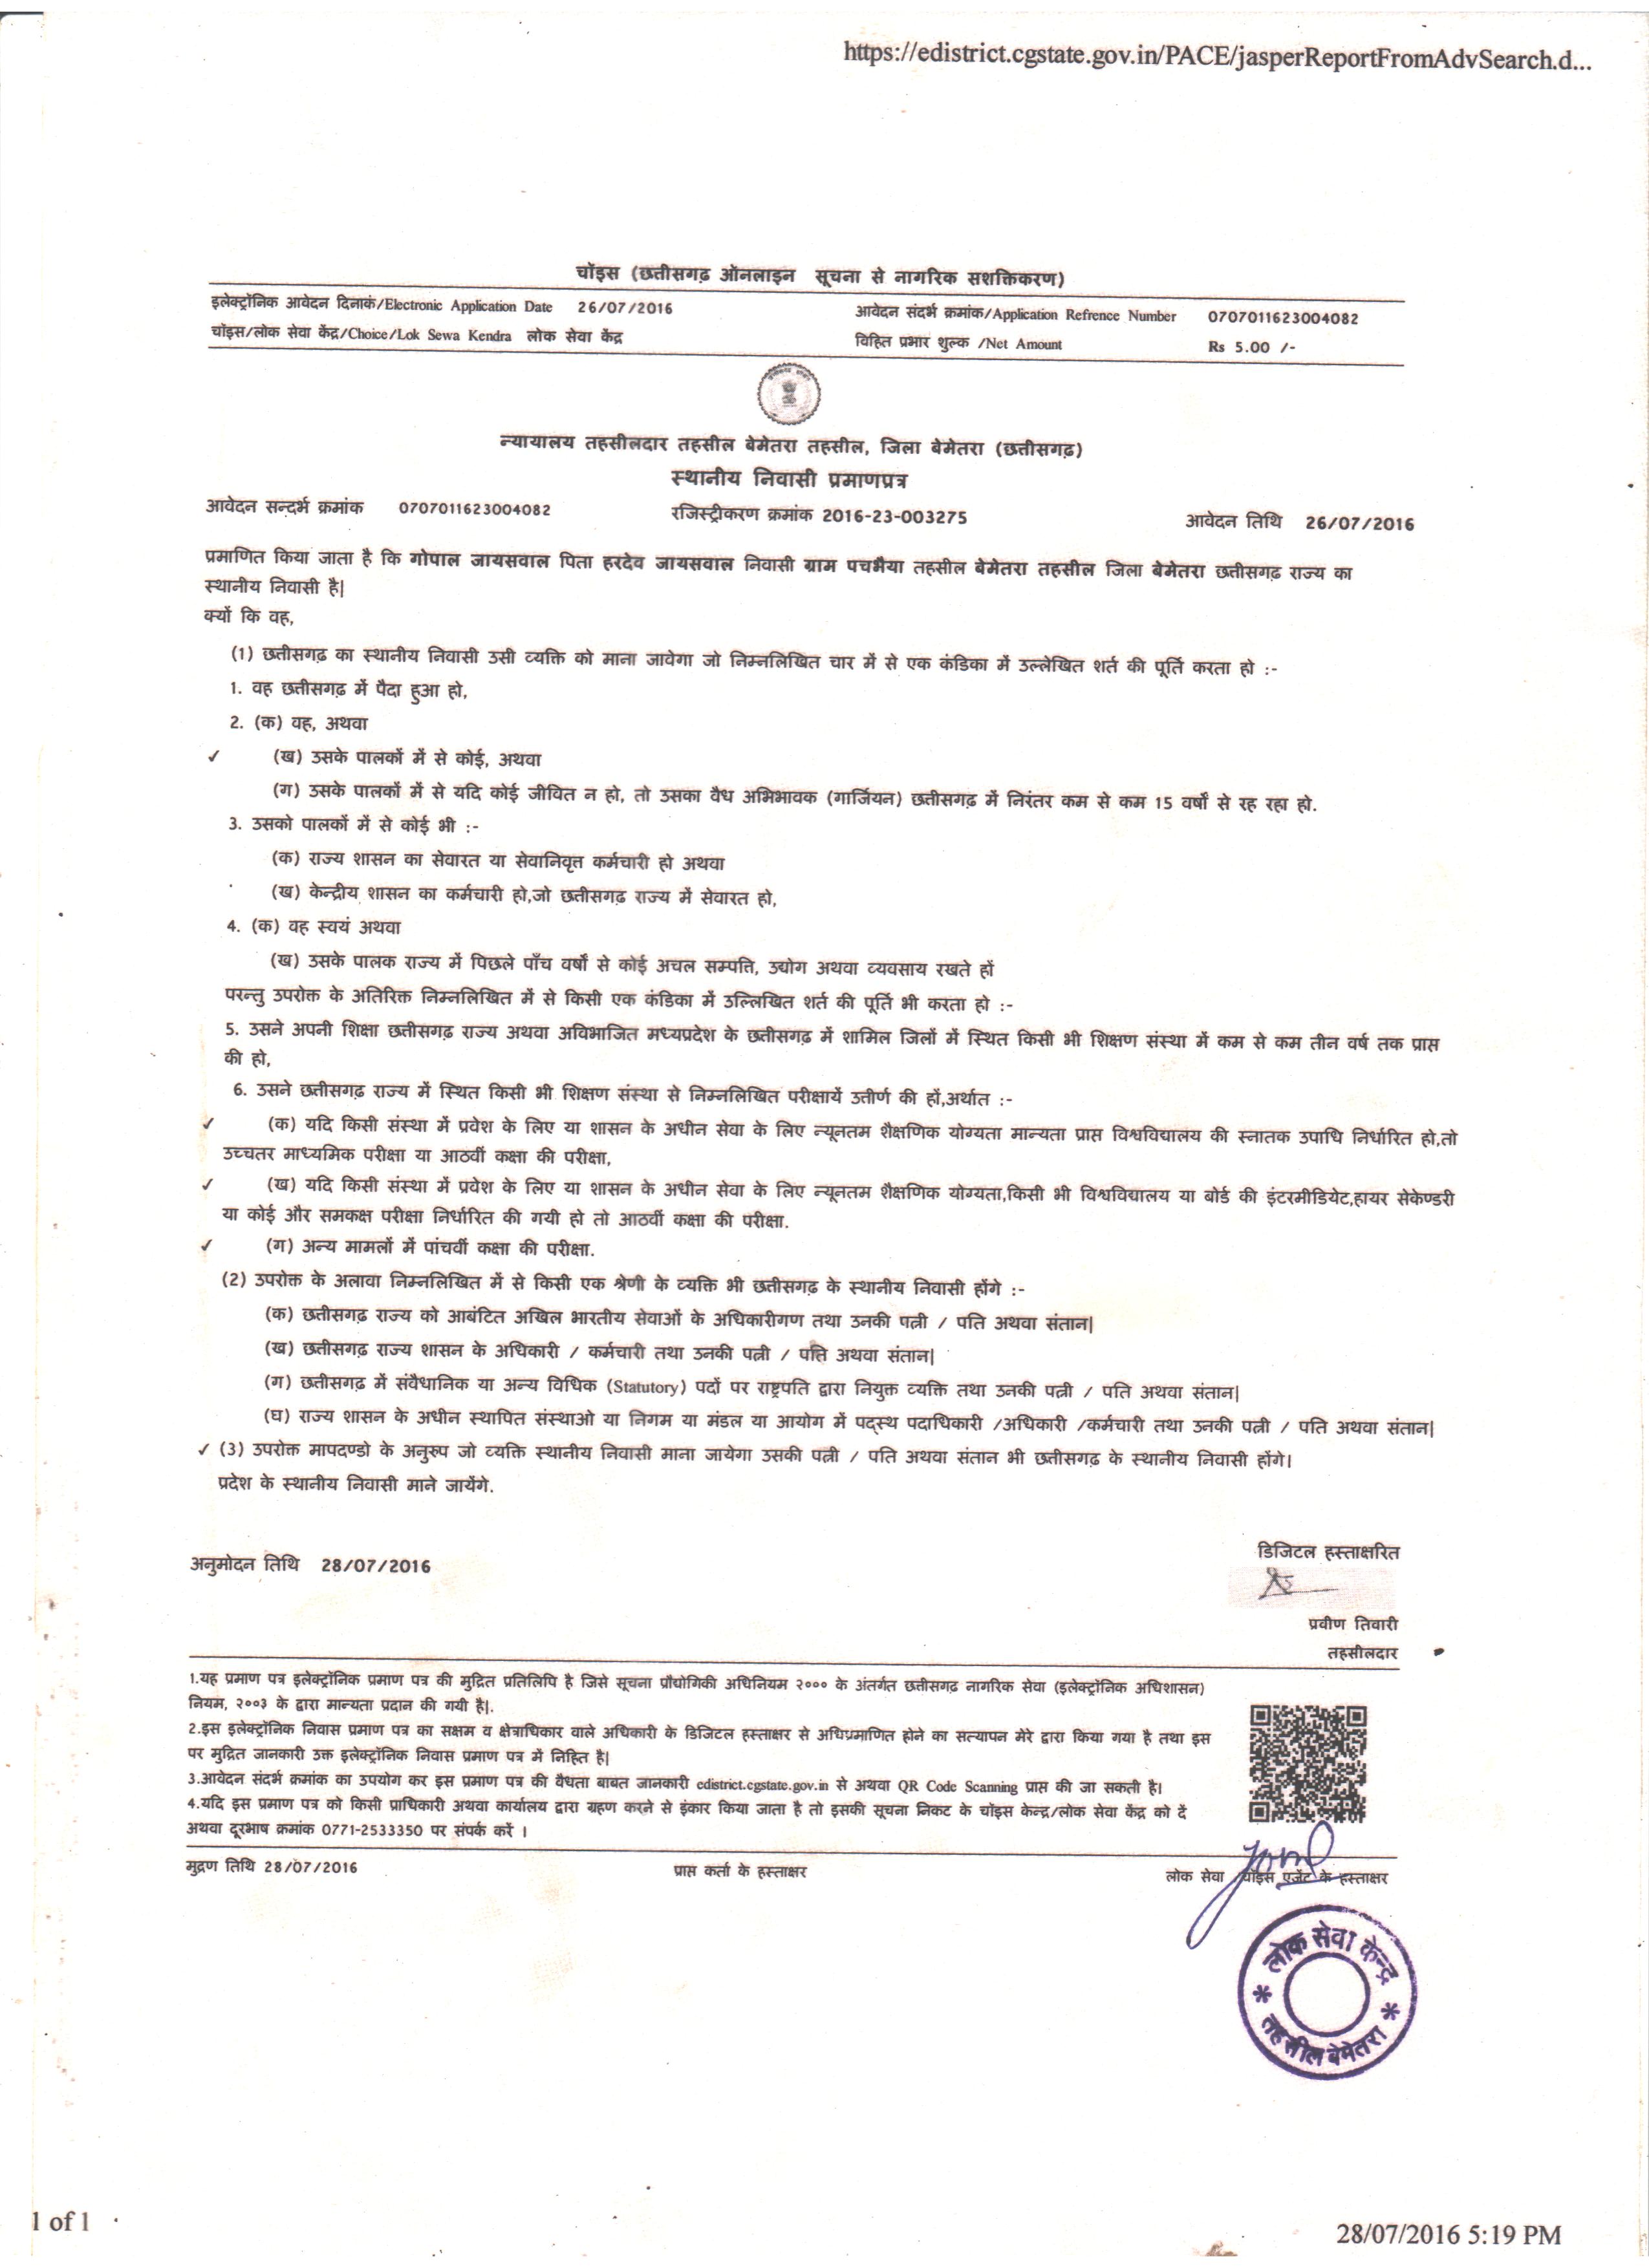 https://edistrict.cgstate.gov.in/PACE/jasperReportFromAdvSearch.d...
चॉइस (छत्तीसगढ़ ऑनलाइन सूचना से नागरिक सशक्तिकरण)
इलेक्ट्रॉनिक आवेदन दिनाकं/Electronic Application Date 26/07/2016 आवेदन संदर्भ क्रमांक/Application Refrence Number 0707011623004082
चॉइस/लोक सेवा केंद्र/Choice/Lok Sewa Kendra लोक सेवा केंद्र विहित प्रभार शुल्क /Net Amount Rs 5.00 /-
न्यायालय तहसीलदार तहसील बेमेतरा तहसील, जिला बेमेतरा (छत्तीसगढ़)
स्थानीय निवासी प्रमाणपत्र
आवेदन सन्दर्भ क्रमांक 0707011623004082 रजिस्ट्रीकरण क्रमांक 2016-23-003275 आवेदन तिथि 26/07/2016
प्रमाणित किया जाता है कि गोपाल जायसवाल पिता हरदेव जायसवाल निवासी ग्राम पचभैया तहसील बेमेतरा तहसील जिला बेमेतरा छत्तीसगढ़ राज्य का
स्थानीय निवासी है|
क्यों कि वह,
(1) छत्तीसगढ़ का स्थानीय निवासी उसी व्यक्ति को माना जावेगा जो निम्नलिखित चार में से एक कंडिका में उल्लेखित शर्त की पूर्ति करता हो :-
1. वह छत्तीसगढ़ में पैदा हुआ हो,
2. (क) वह, अथवा
✓ (ख) उसके पालकों में से कोई, अथवा
(ग) उसके पालकों में से यदि कोई जीवित न हो, तो उसका वैध अभिभावक (गार्जियन) छत्तीसगढ़ में निरंतर कम से कम 15 वर्षों से रह रहा हो.
3. उसको पालकों में से कोई भी :-
(क) राज्य शासन का सेवारत या सेवानिवृत्त कर्मचारी हो अथवा
(ख) केन्द्रीय शासन का कर्मचारी हो,जो छत्तीसगढ़ राज्य में सेवारत हो,
4. (क) वह स्वयं अथवा
(ख) उसके पालक राज्य में पिछले पाँच वर्षों से कोई अचल सम्पत्ति, उद्योग अथवा व्यवसाय रखते हों
परन्तु उपरोक्त के अतिरिक्त निम्नलिखित में से किसी एक कंडिका में उल्लिखित शर्त की पूर्ति भी करता हो :-
5. उसने अपनी शिक्षा छत्तीसगढ़ राज्य अथवा अविभाजित मध्यप्रदेश के छत्तीसगढ़ में शामिल जिलों में स्थित किसी भी शिक्षण संस्था में कम से कम तीन वर्ष तक प्राप्त
की हो,
6. उसने छत्तीसगढ़ राज्य में स्थित किसी भी शिक्षण संस्था से निम्नलिखित परीक्षायें उत्तीर्ण की हों,अर्थात :-
✓ (क) यदि किसी संस्था में प्रवेश के लिए या शासन के अधीन सेवा के लिए न्यूनतम शैक्षणिक योग्यता मान्यता प्राप्त विश्वविद्यालय की स्नातक उपाधि निर्धारित हो,तो
उच्चतर माध्यमिक परीक्षा या आठवीं कक्षा की परीक्षा,
✓ (ख) यदि किसी संस्था में प्रवेश के लिए या शासन के अधीन सेवा के लिए न्यूनतम शैक्षणिक योग्यता,किसी भी विश्वविद्यालय या बोर्ड की इंटरमीडियेट,हायर सेकेण्डरी
या कोई और समकक्ष परीक्षा निर्धारित की गयी हो तो आठवीं कक्षा की परीक्षा.
✓ (ग) अन्य मामलों में पांचवीं कक्षा की परीक्षा.
(2) उपरोक्त के अलावा निम्नलिखित में से किसी एक श्रेणी के व्यक्ति भी छत्तीसगढ़ के स्थानीय निवासी होंगे :-
(क) छत्तीसगढ़ राज्य को आबंटित अखिल भारतीय सेवाओं के अधिकारीगण तथा उनकी पत्नी / पति अथवा संतान|
(ख) छत्तीसगढ़ राज्य शासन के अधिकारी / कर्मचारी तथा उनकी पत्नी / पति अथवा संतान|
(ग) छत्तीसगढ़ में संवैधानिक या अन्य विधिक (Statutory) पदों पर राष्ट्रपति द्वारा नियुक्त व्यक्ति तथा उनकी पत्नी / पति अथवा संतान|
(घ) राज्य शासन के अधीन स्थापित संस्थाओ या निगम या मंडल या आयोग में पद्स्थ पदाधिकारी /अधिकारी /कर्मचारी तथा उनकी पत्नी / पति अथवा संतान|
✓ (3) उपरोक्त मापदण्डो के अनुरुप जो व्यक्ति स्थानीय निवासी माना जायेगा उसकी पत्नी / पति अथवा संतान भी छत्तीसगढ़ के स्थानीय निवासी होंगे।
प्रदेश के स्थानीय निवासी माने जायेंगे.
डिजिटल हस्ताक्षरित
अनुमोदन तिथि 28/07/2016
प्रवीण तिवारी
तहसीलदार
1.यह प्रमाण पत्र इलेक्ट्रॉनिक प्रमाण पत्र की मुद्रित प्रतिलिपि है जिसे सूचना प्रौद्योगिकी अधिनियम २००० के अंतर्गत छत्तीसगढ़ नागरिक सेवा (इलेक्ट्रॉनिक अधिशासन)
नियम, २००३ के द्वारा मान्यता प्रदान की गयी है|.
2.इस इलेक्ट्रॉनिक निवास प्रमाण पत्र का सक्षम व क्षेत्राधिकार वाले अधिकारी के डिजिटल हस्ताक्षर से अधिप्रमाणित होने का सत्यापन मेरे द्वारा किया गया है तथा इस
पर मुद्रित जानकारी उक्त इलेक्ट्रॉनिक निवास प्रमाण पत्र में निहित है|
3.आवेदन संदर्भ क्रमांक का उपयोग कर इस प्रमाण पत्र की वैधता बाबत जानकारी edistrict.cgstate.gov.in से अथवा QR Code Scanning प्राप्त की जा सकती है।
4.यदि इस प्रमाण पत्र को किसी प्राधिकारी अथवा कार्यालय द्वारा ग्रहण करने से इंकार किया जाता है तो इसकी सूचना निकट के चॉइस केन्द्र/लोक सेवा केंद्र को दें
अथवा दूरभाष क्रमांक 0771-2533350 पर संपर्क करें ।
मुद्रण तिथि 28/07/2016 प्राप्त कर्ता के हस्ताक्षर लोक सेवा चॉइस एजेंट के हस्ताक्षर
लोक सेवा केन्द्र
* तहसील बेमेतरा *
1 of 1 28/07/2016 5:19 PM